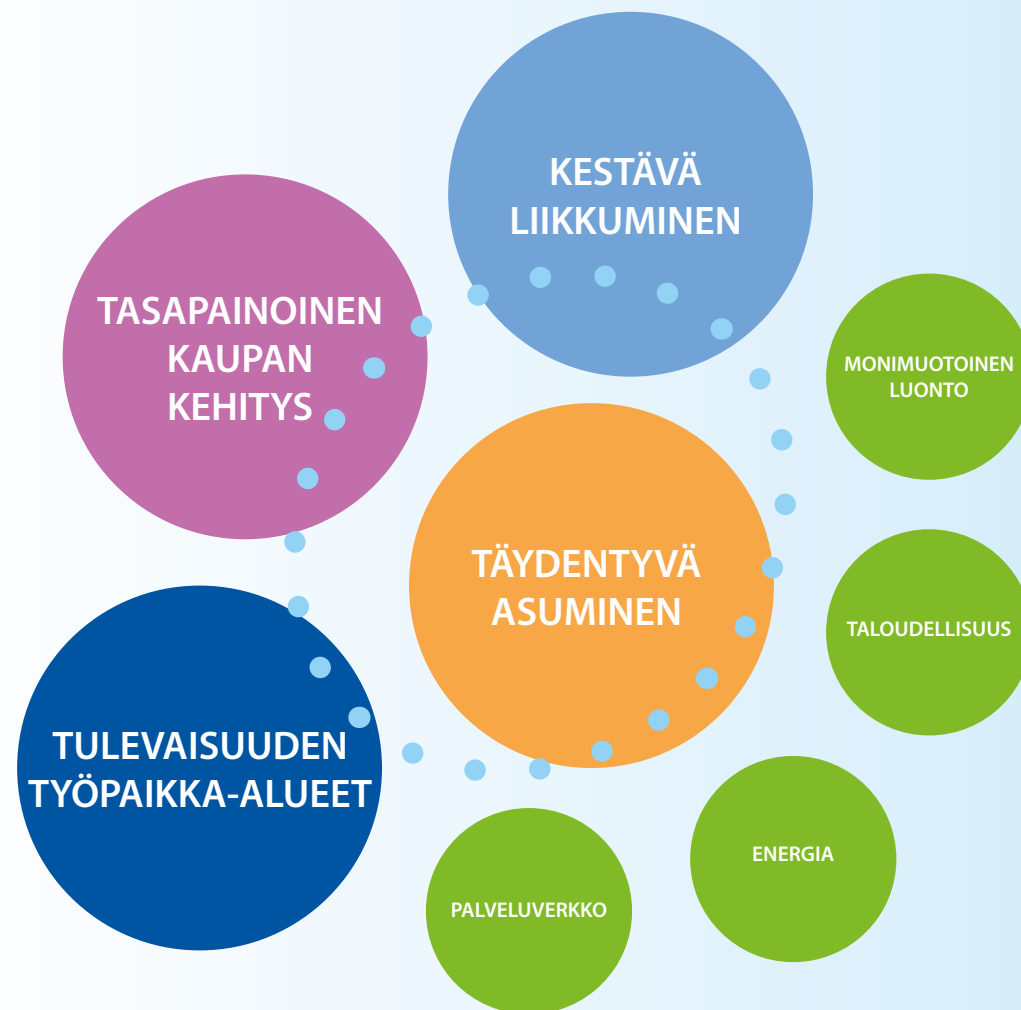 KESTÄVÄ
LIIKKUMINEN
TASAPAINOINEN
KAUPAN
KEHITYS
MONIMUOTOINEN
LUONTO
TÄYDENTYVÄ
ASUMINEN
TALOUDELLISUUS
TULEVAISUUDEN
TYÖPAIKKA-ALUEET
ENERGIA
PALVELUVERKKO